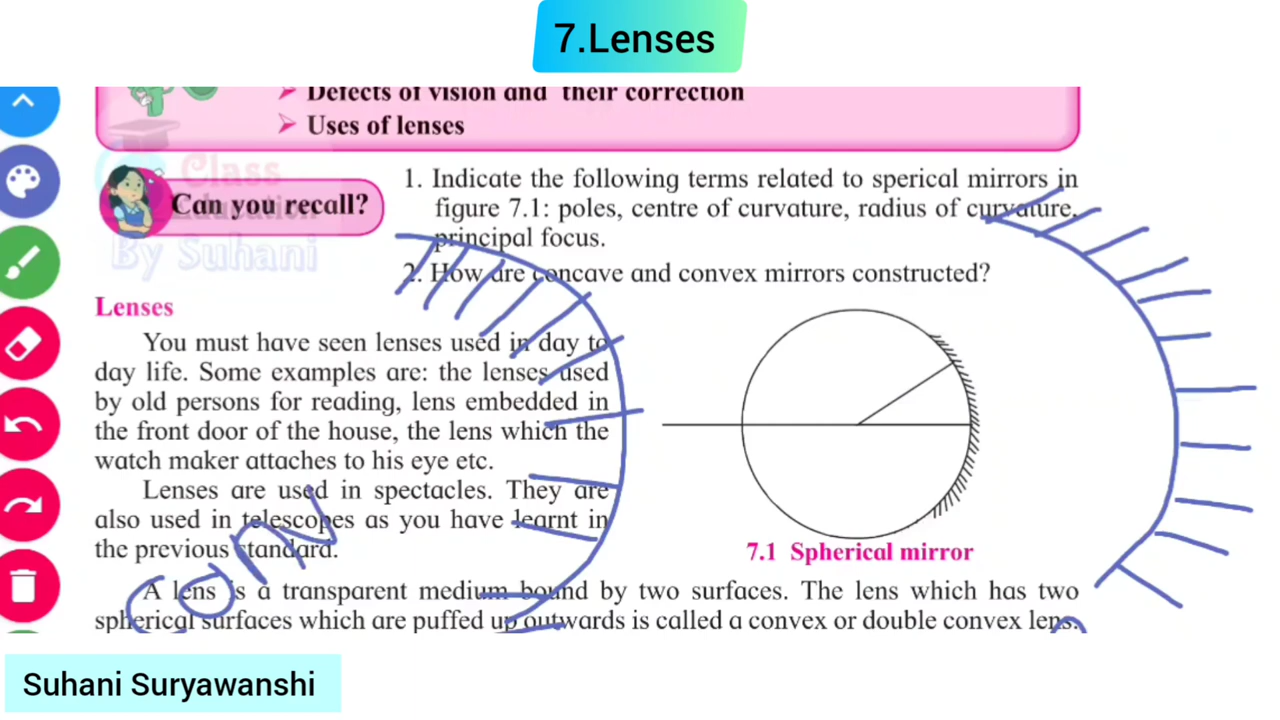 7.Lenses
Defects of vision and their correction
Uses of lenses
Class
Education
By Suhani
Can you recall?
1. Indicate the following terms related to sperical mirrors in
figure 7.1: poles, centre of curvature, radius of curvature,
principal focus.
2. How are concave and convex mirrors constructed?
Lenses
You must have seen lenses used in day to
day life. Some examples are: the lenses used
by old persons for reading, lens embedded in
the front door of the house, the lens which the
watch maker attaches to his eye etc.
Lenses are used in spectacles. They are
also used in telescopes as you have learnt in
the previous standard.
7.1 Spherical mirror
A lens is a transparent medium bound by two surfaces. The lens which has two
spherical surfaces which are puffed up outwards is called a convex or double convex lens.
conv
Suhani Suryawanshi